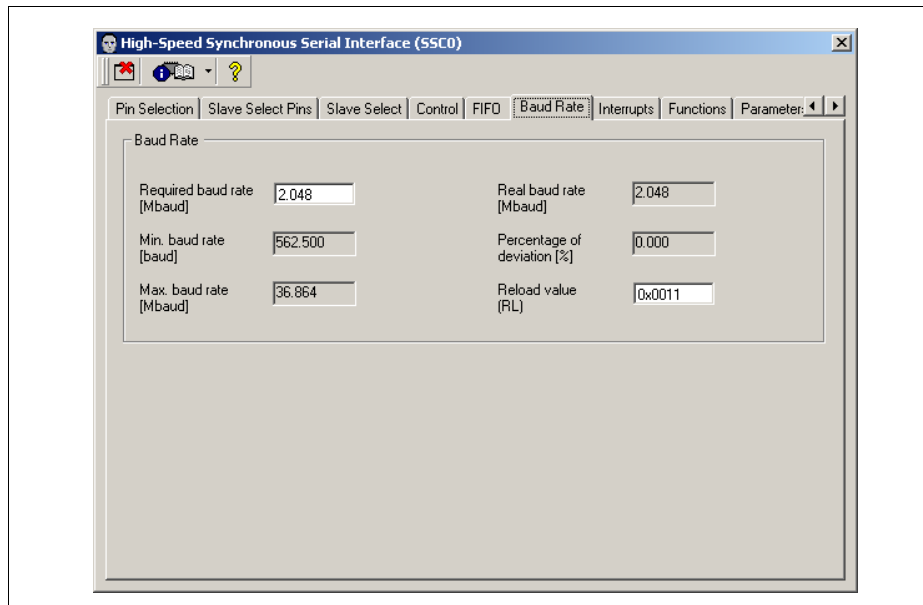 High-Speed Synchronous Serial Interface (SSC0)
Pin Selection Slave Select Pins Slave Select Control FIFO Baud Rate Interrupts Functions Parameter
Baud Rate
Required baud rate
[Mbaud]
2.048
Real baud rate
[Mbaud]
2.048
Min. baud rate
[baud]
562.500
Percentage of
deviation [%]
0.000
Max. baud rate
[Mbaud]
36.864
Reload value
(RL)
0x0011